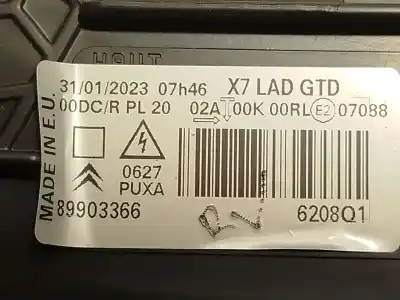 HAUT
31/01/2023 07h46 X7 LAD GTD
00DC/R PL 20 02A 00K 00RL E2 07088
MADE IN E.U.
0627
PUXA
89903366
6208Q1